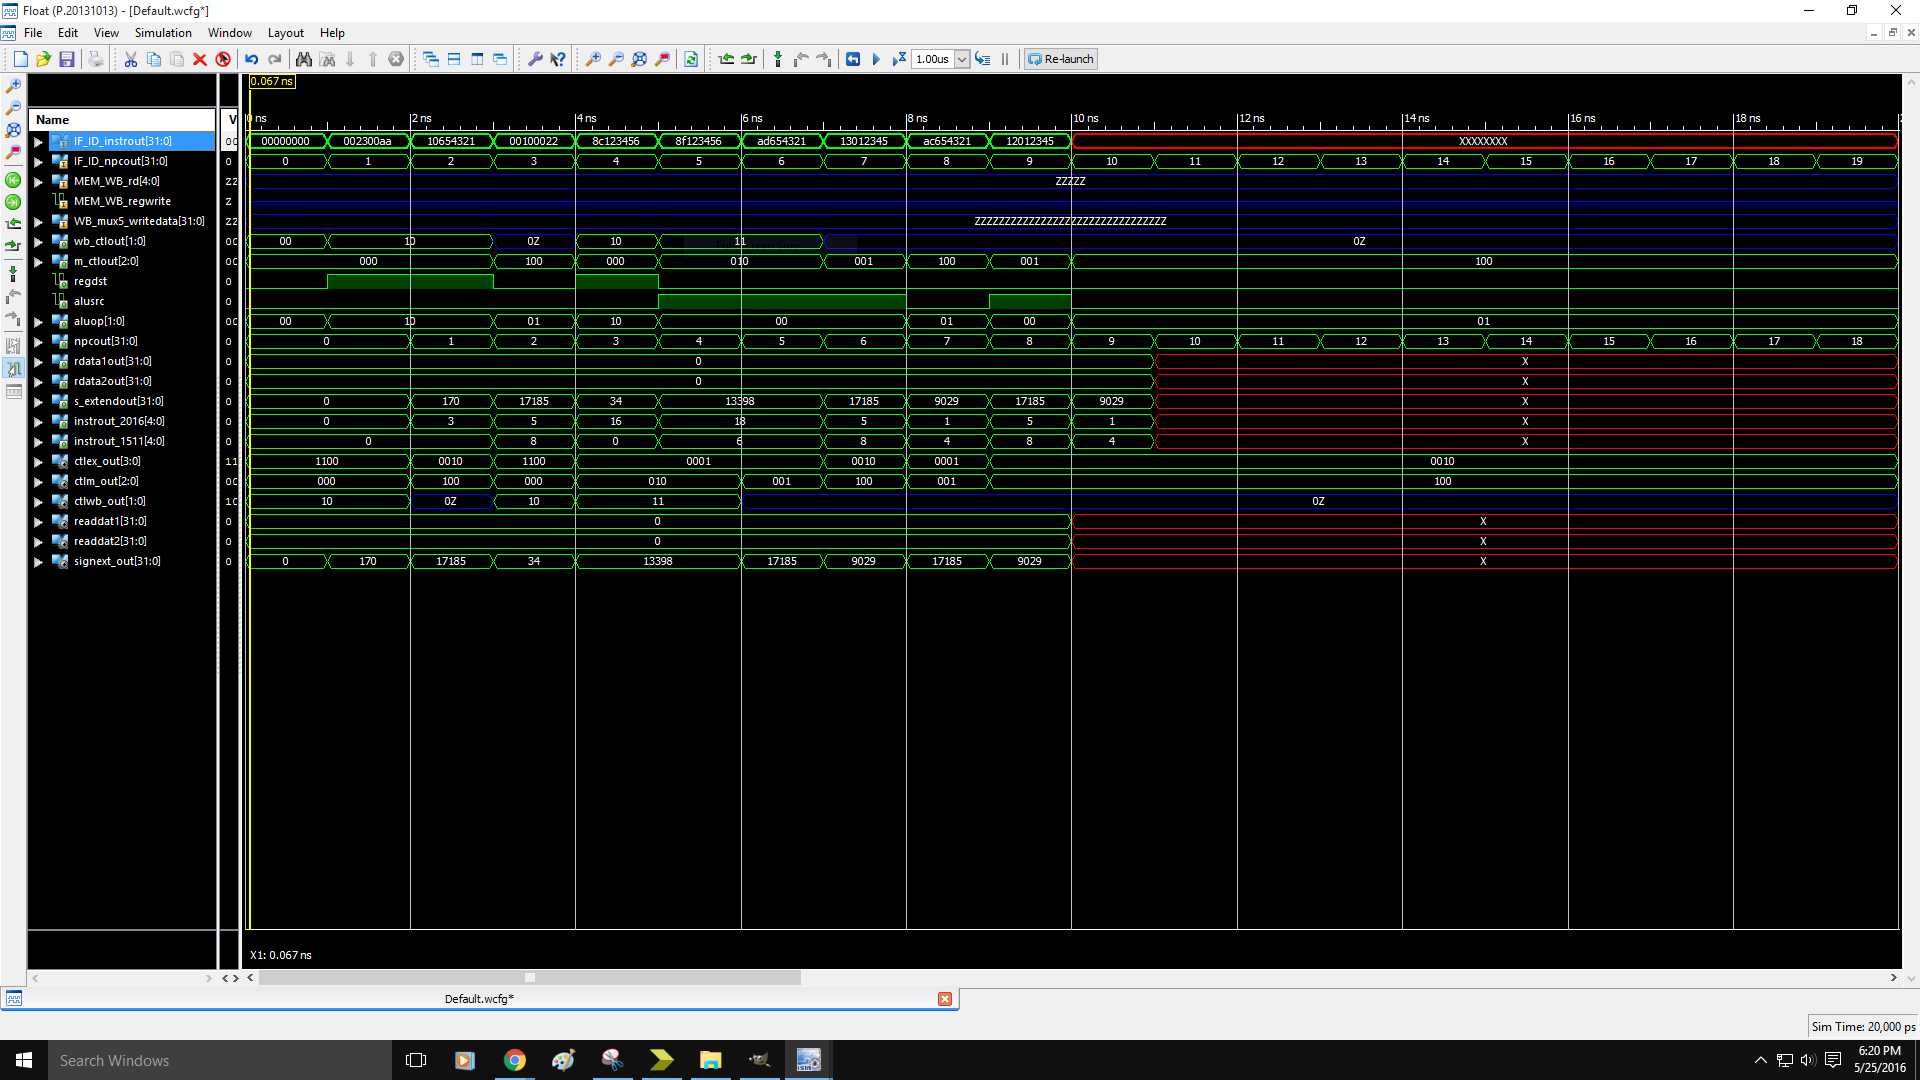 Float (P.20131013) - [Default.wcfg*]
File Edit View Simulation Window Layout Help
1.00us Re-launch
0.067 ns
Name V 0 ns 2 ns 4 ns 6 ns 8 ns 10 ns 12 ns 14 ns 16 ns 18 ns
IF_ID_instrout[31:0] 00 00000000 002300aa 10654321 00100022 8c123456 8f123456 ad654321 13012345 ac654321 12012345 XXXXXXXX
IF_ID_npcout[31:0] 0 0 1 2 3 4 5 6 7 8 9 10 11 12 13 14 15 16 17 18 19
MEM_WB_rd[4:0] ZZ ZZZZZ
MEM_WB_regwrite Z
WB_mux5_writedata[31:0] ZZ ZZZZZZZZZZZZZZZZZZZZZZZZZZZZZZZZ
wb_ctlout[1:0] 00 00 10 0Z 10 11 0Z
m_ctlout[2:0] 00 000 100 000 010 001 100 001 100
regdst 0
alusrc 0
aluop[1:0] 00 00 10 01 10 00 01 00 01
npcout[31:0] 0 0 1 2 3 4 5 6 7 8 9 10 11 12 13 14 15 16 17 18
rdata1out[31:0] 0 0 X
rdata2out[31:0] 0 0 X
s_extendout[31:0] 0 0 170 17185 34 13398 17185 9029 17185 9029 X
instrout_2016[4:0] 0 0 3 5 16 18 5 1 5 1 X
instrout_1511[4:0] 0 0 8 0 6 8 4 8 4 X
ctlex_out[3:0] 11 1100 0010 1100 0001 0010 0001 0010
ctlm_out[2:0] 00 000 100 000 010 001 100 001 100
ctlwb_out[1:0] 10 10 0Z 10 11 0Z
readdat1[31:0] 0 0 X
readdat2[31:0] 0 0 X
signext_out[31:0] 0 0 170 17185 34 13398 17185 9029 17185 9029 X
X1: 0.067 ns
Default.wcfg*
Sim Time: 20,000 ps
Search Windows
6:20 PM
5/25/2016